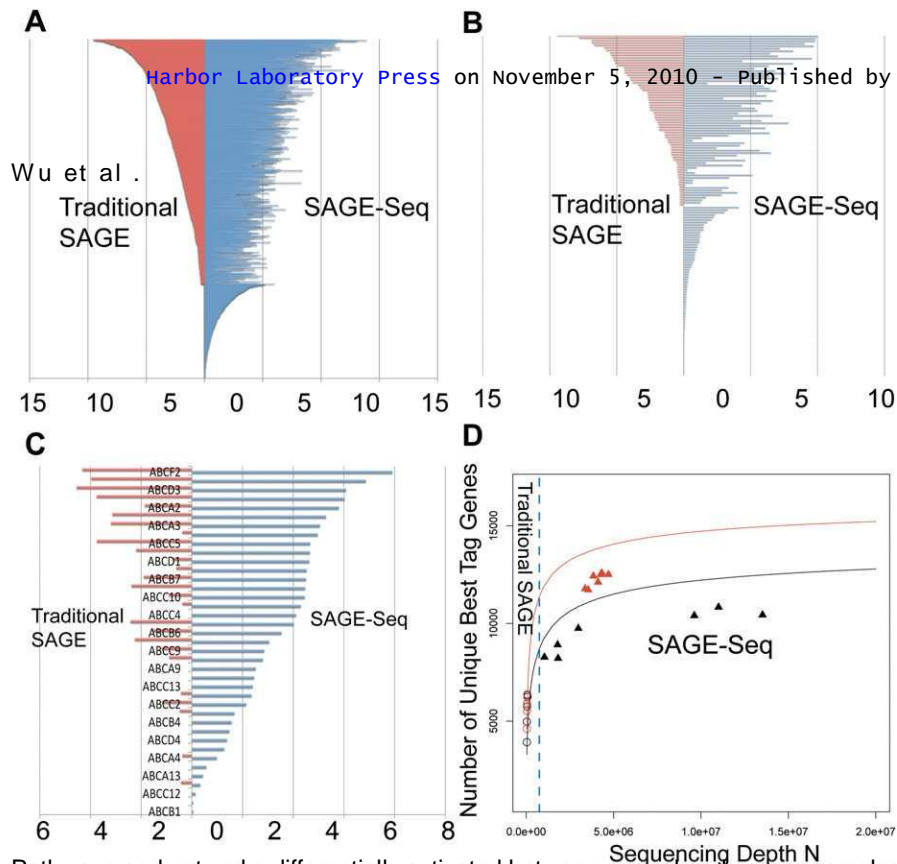 A
B
Harbor Laboratory Press on November 5, 2010 - Published by
Wu et al.
Traditional
SAGE
SAGE-Seq
Traditional
SAGE
SAGE-Seq
15 10 5 0 5 10 15
15 10 5 0 5 10
C
ABCF2
ABCD3
ABCA2
ABCA3
ABCC5
ABCD1
ABCB7
ABCC10
ABCC4
ABCB6
ABCC9
ABCA9
ABCC13
ABCC2
ABCB4
ABCD4
ABCA4
ABCA13
ABCC12
ABCB1
Traditional
SAGE
SAGE-Seq
6 4 2 0 2 4 6 8
D
Number of Unique Best Tag Genes
15000
10000
5000
Traditional SAGE
SAGE-Seq
0.0e+00 5.0e+06 1.0e+07 1.5e+07 2.0e+07
Sequencing Depth N